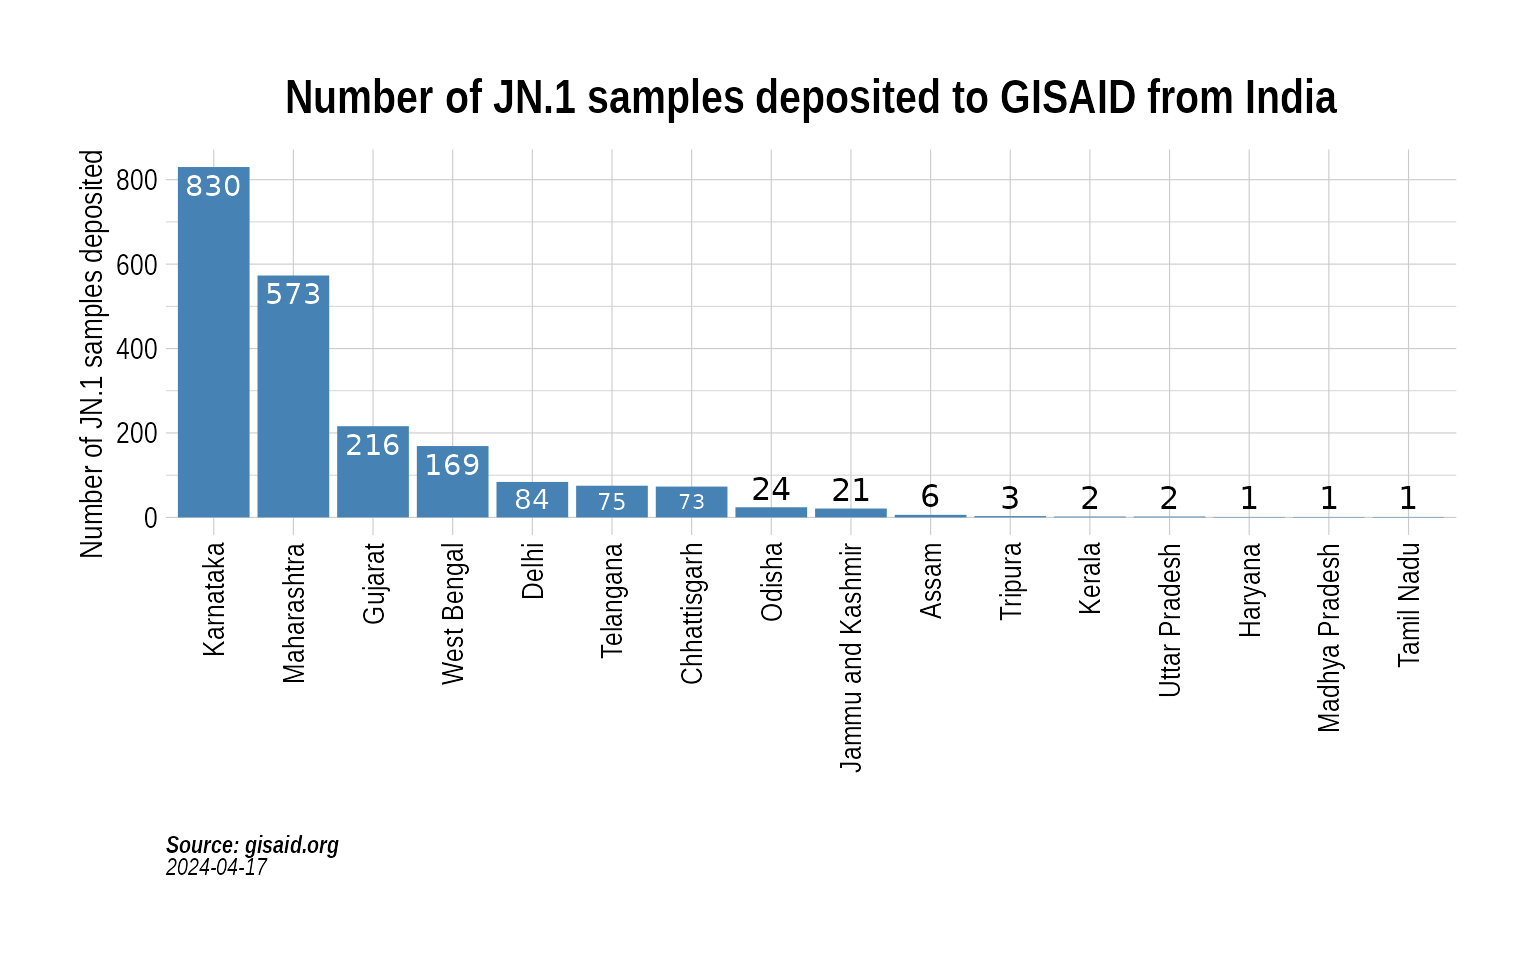 Number of JN.1 samples deposited to GISAID from India
Number of JN.1 samples deposited
800
600
400
200
0
830
573
216
169
84
75
73
24
21
6
3
2
2
1
1
1
Karnataka
Maharashtra
Gujarat
West Bengal
Delhi
Telangana
Chhattisgarh
Odisha
Jammu and Kashmir
Assam
Tripura
Kerala
Uttar Pradesh
Haryana
Madhya Pradesh
Tamil Nadu
Source: gisaid.org
2024-04-17